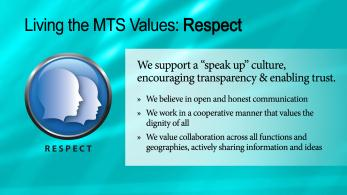 Living the MTS Values: Respect
We support a “speak up” culture,
encouraging transparency & enabling trust.
» We believe in open and honest communication
» We work in a cooperative manner that values the
dignity of all
» We value collaboration across all functions and
geographies, actively sharing information and ideas
RESPECT